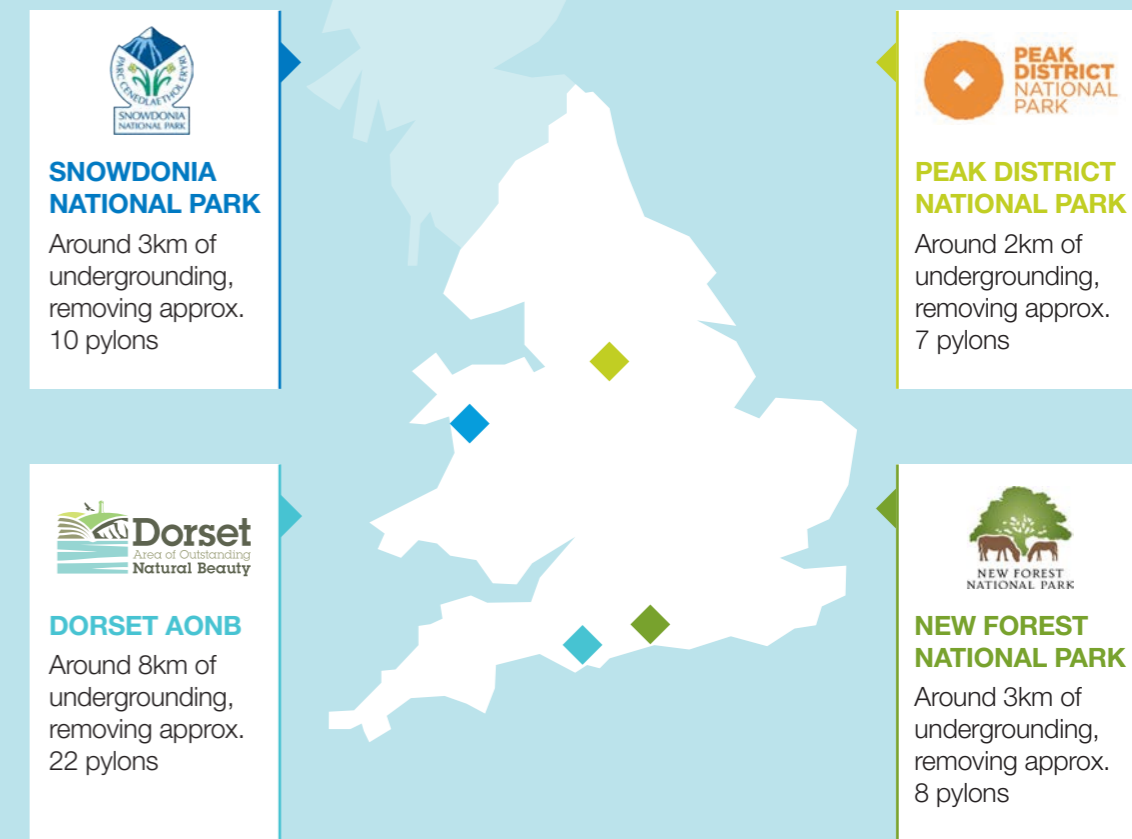 PARC CENEDLAETHOL ERYRI
SNOWDONIA
NATIONAL PARK
SNOWDONIA
NATIONAL PARK
Around 3km of
undergrounding,
removing approx.
10 pylons
PEAK
DISTRICT
NATIONAL
PARK
PEAK DISTRICT
NATIONAL PARK
Around 2km of
undergrounding,
removing approx.
7 pylons
Dorset
Area of Outstanding
Natural Beauty
DORSET AONB
Around 8km of
undergrounding,
removing approx.
22 pylons
NEW FOREST
NATIONAL PARK
NEW FOREST
NATIONAL PARK
Around 3km of
undergrounding,
removing approx.
8 pylons